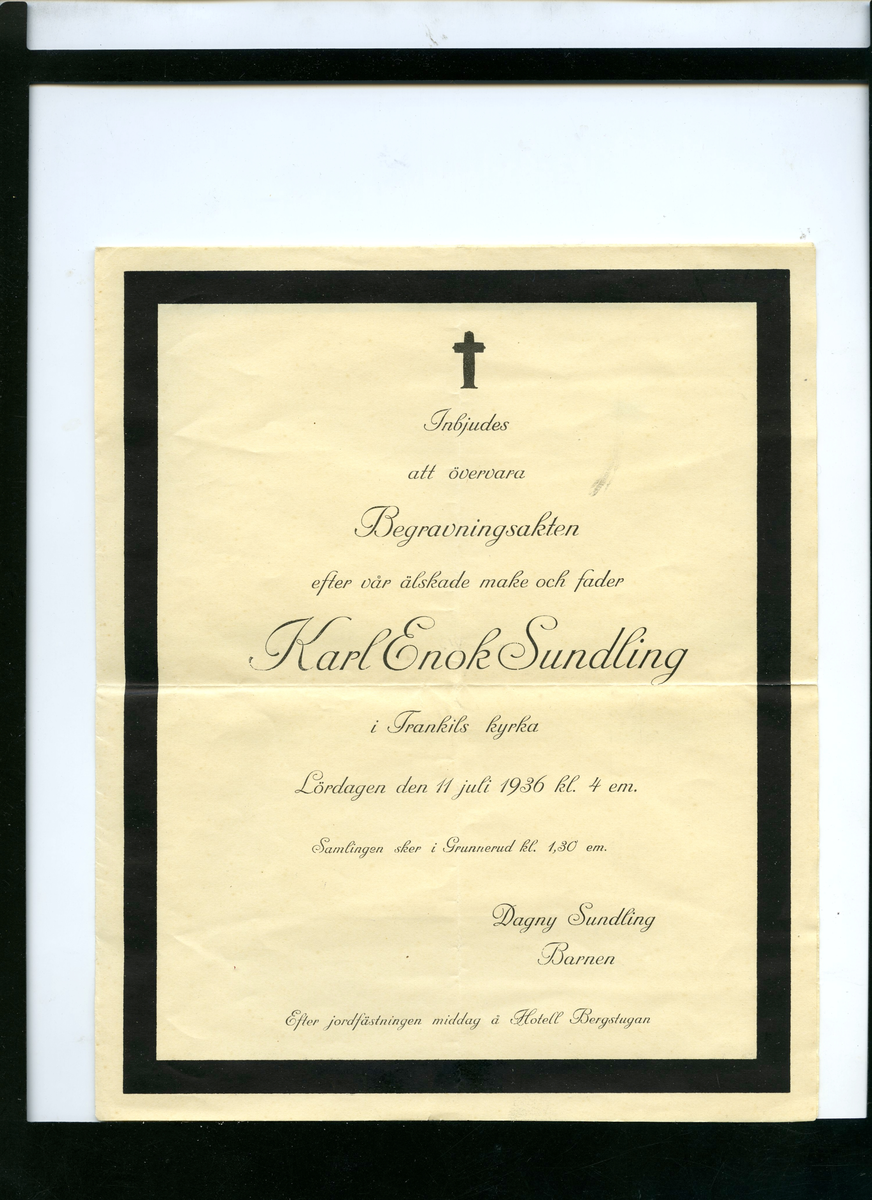 Inbjudes
att övervara
Begravningsakten
efter vår älskade make och fader
Karl Enok Sundling
i Trankils kyrka
Lördagen den 11 juli 1936 kl. 4 em.
Samlingen sker i Grunnerud kl. 1,30 em.
Dagny Sundling
Barnen
Efter jordfästningen middag å Hotell Bergstugan